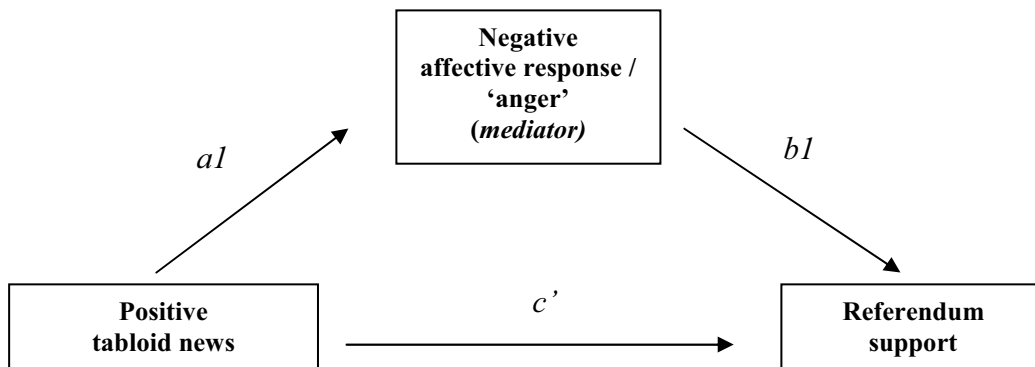 Negative
affective response /
‘anger’
(mediator)
a1
b1
c’
Positive
tabloid news
Referendum
support